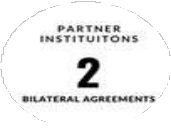 PARTNER
INSTITUITONS
2
BILATERAL AGREEMENTS